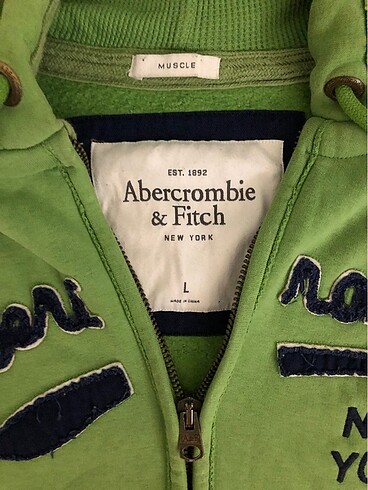 MUSCLE
EST. 1892
Abercrombie
& Fitch
NEW YORK
L
MADE IN CHINA